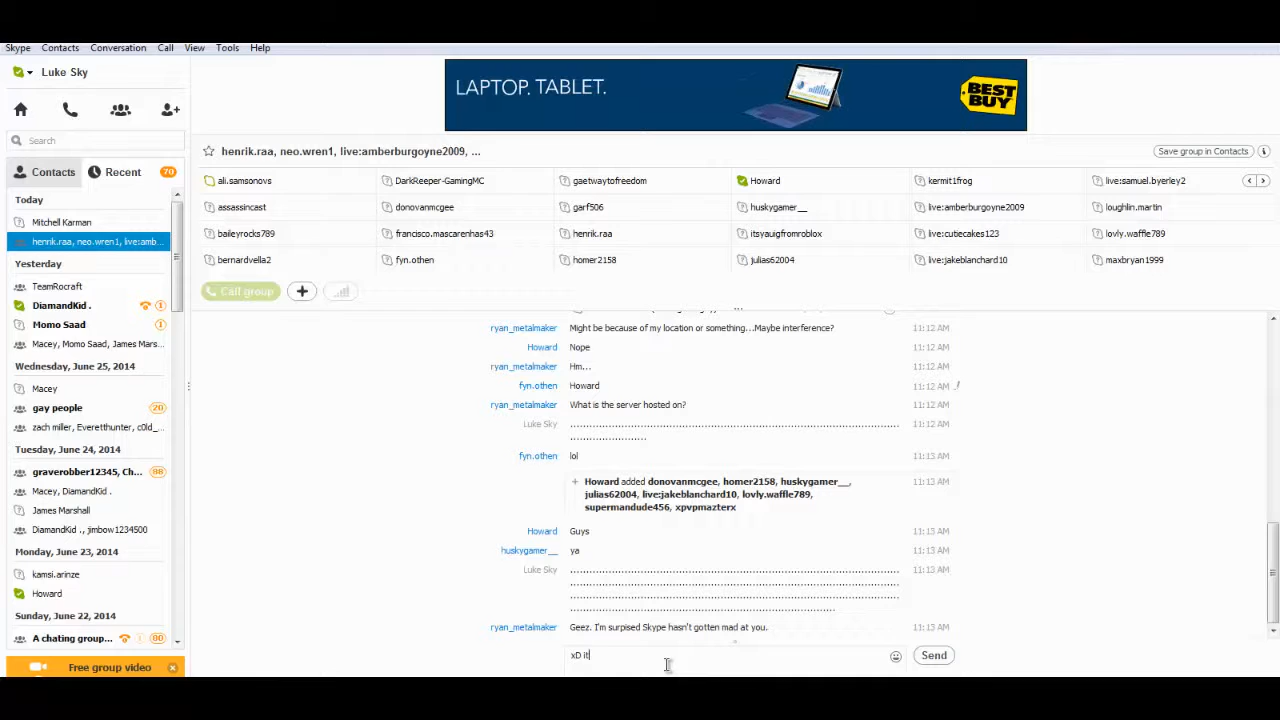 Skype Contacts Conversation Call View Tools Help
Luke Sky
LAPTOP. TABLET.
BEST BUY
Search
Contacts Recent 70
Today
Mitchell Karman
henrik.raa, neo.wren1, live:amb...
Yesterday
TeamRocraft
DiamandKid . 1
Momo Saad 1
Macey, Momo Saad, James Mars...
Wednesday, June 25, 2014
Macey
gay people 20
zach miller, Everetthunter, c0ld_...
Tuesday, June 24, 2014
graverobber12345, Ch... 88
Macey, DiamandKid .
James Marshall
DiamandKid ., jimbow1234500
Monday, June 23, 2014
kamsi.arinze
Howard
Sunday, June 22, 2014
A chating group... 80
Free group video
henrik.raa, neo.wren1, live:amberburgoyne2009, ...
Save group in Contacts
ali.samsonovs DarkReeper-GamingMC gaetwaytofreedom Howard kermit1frog live:samuel.byerley2
assassincast donovanmcgee garf506 huskygamer__ live:amberburgoyne2009 loughlin.martin
baileyrocks789 francisco.mascarenhas43 henrik.raa itsyauigfromroblox live:cutiecakes123 lovly.waffle789
bernardvella2 fyn.othen homer2158 julias62004 live:jakeblanchard10 maxbryan1999
Call group
ryan_metalmaker Might be because of my location or something...Maybe interference? 11:12 AM
Howard Nope 11:12 AM
ryan_metalmaker Hm... 11:12 AM
fyn.othen Howard 11:12 AM
ryan_metalmaker What is the server hosted on? 11:12 AM
Luke Sky .................................................................................... 11:12 AM
.......................
fyn.othen lol 11:13 AM
Howard added donovanmcgee, homer2158, huskygamer__, 11:13 AM
julias62004, live:jakeblanchard10, lovly.waffle789,
supermandude456, xpvpmazterx
Howard Guys 11:13 AM
huskygamer__ ya 11:13 AM
Luke Sky .................................................................................... 11:13 AM
....................................................................................
....................................................................................
....................................................................
ryan_metalmaker Geez. I'm surpised Skype hasn't gotten mad at you. 11:13 AM
xD it
Send